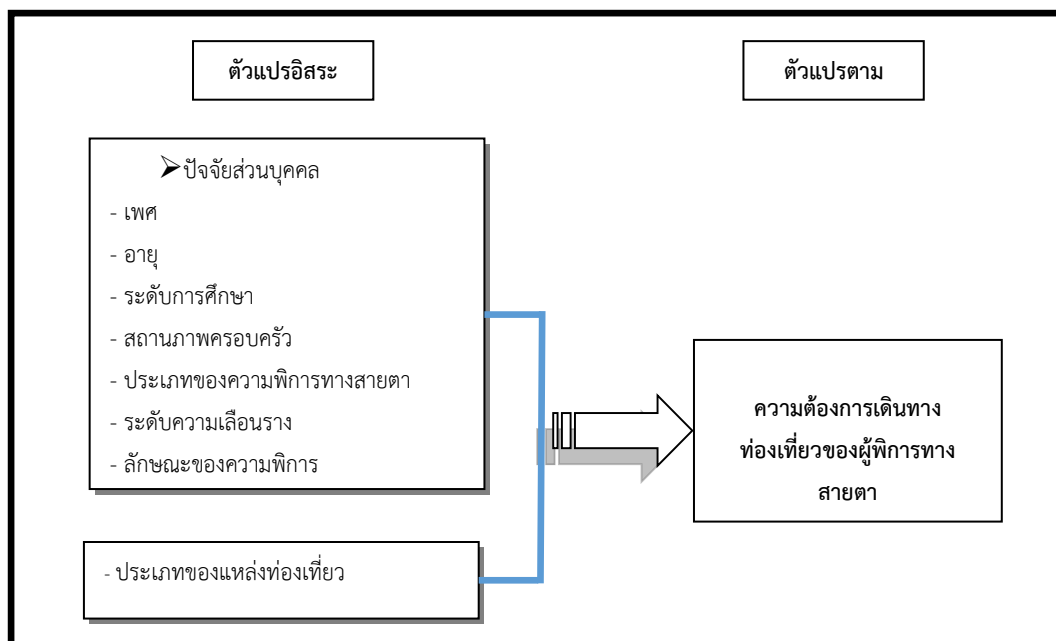 ตัวแปรอิสระ
ตัวแปรตาม
➢ปัจจัยส่วนบุคคล
- เพศ
- อายุ
- ระดับการศึกษา
- สถานภาพครอบครัว
- ประเภทของความพิการทางสายตา
- ระดับความเลือนราง
- ลักษณะของความพิการ
- ประเภทของแหล่งท่องเที่ยว
ความต้องการเดินทาง
ท่องเที่ยวของผู้พิการทาง
สายตา